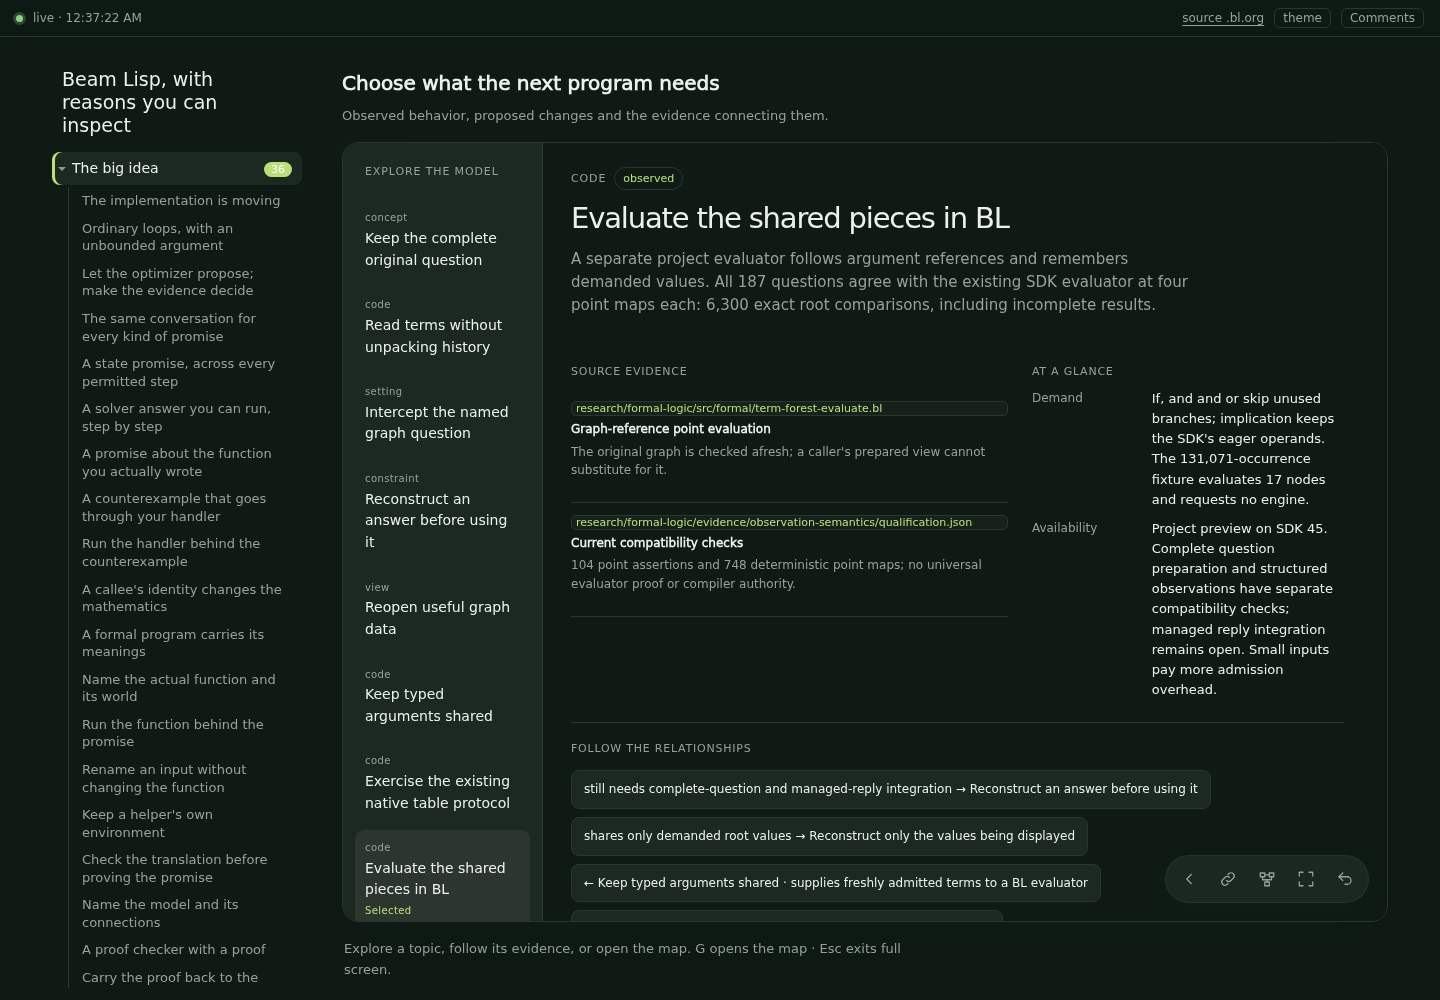 live · 12:37:22 AM
source .bl.org
theme
Comments
Beam Lisp, with
reasons you can
inspect
The big idea
36
The implementation is moving
Ordinary loops, with an
unbounded argument
Let the optimizer propose;
make the evidence decide
The same conversation for
every kind of promise
A state promise, across every
permitted step
A solver answer you can run,
step by step
A promise about the function
you actually wrote
A counterexample that goes
through your handler
Run the handler behind the
counterexample
A callee's identity changes the
mathematics
A formal program carries its
meanings
Name the actual function and
its world
Run the function behind the
promise
Rename an input without
changing the function
Keep a helper's own
environment
Check the translation before
proving the promise
Name the model and its
connections
A proof checker with a proof
Carry the proof back to the
Choose what the next program needs
Observed behavior, proposed changes and the evidence connecting them.
EXPLORE THE MODEL
concept
Keep the complete
original question
code
Read terms without
unpacking history
setting
Intercept the named
graph question
constraint
Reconstruct an
answer before using
it
view
Reopen useful graph
data
code
Keep typed
arguments shared
code
Exercise the existing
native table protocol
code
Evaluate the shared
pieces in BL
Selected
CODE
observed
Evaluate the shared pieces in BL
A separate project evaluator follows argument references and remembers
demanded values. All 187 questions agree with the existing SDK evaluator at four
point maps each: 6,300 exact root comparisons, including incomplete results.
SOURCE EVIDENCE
research/formal-logic/src/formal/term-forest-evaluate.bl
Graph-reference point evaluation
The original graph is checked afresh; a caller's prepared view cannot
substitute for it.
research/formal-logic/evidence/observation-semantics/qualification.json
Current compatibility checks
104 point assertions and 748 deterministic point maps; no universal
evaluator proof or compiler authority.
AT A GLANCE
Demand
If, and and or skip unused
branches; implication keeps
the SDK's eager operands.
The 131,071-occurrence
fixture evaluates 17 nodes
and requests no engine.
Availability
Project preview on SDK 45.
Complete question
preparation and structured
observations have separate
compatibility checks;
managed reply integration
remains open. Small inputs
pay more admission
overhead.
FOLLOW THE RELATIONSHIPS
still needs complete-question and managed-reply integration → Reconstruct an answer before using it
shares only demanded root values → Reconstruct only the values being displayed
← Keep typed arguments shared · supplies freshly admitted terms to a BL evaluator
Explore a topic, follow its evidence, or open the map. G opens the map · Esc exits full
screen.